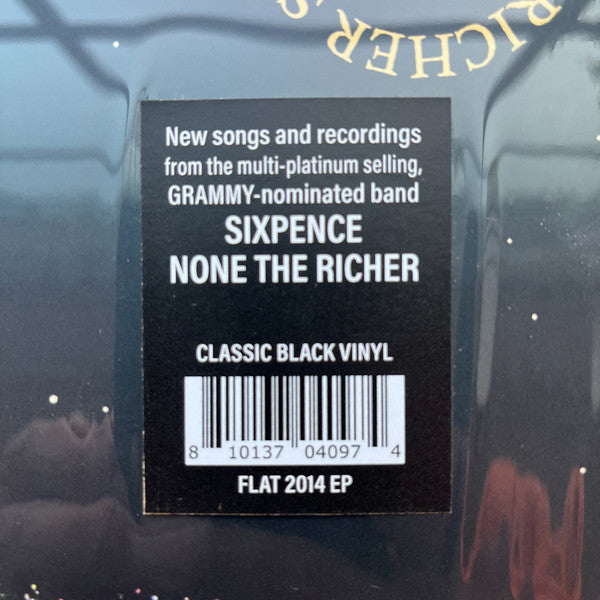 RICHER'S
New songs and recordings
from the multi-platinum selling,
GRAMMY-nominated band
SIXPENCE
NONE THE RICHER
CLASSIC BLACK VINYL
8 10137 04097 4
FLAT 2014 EP